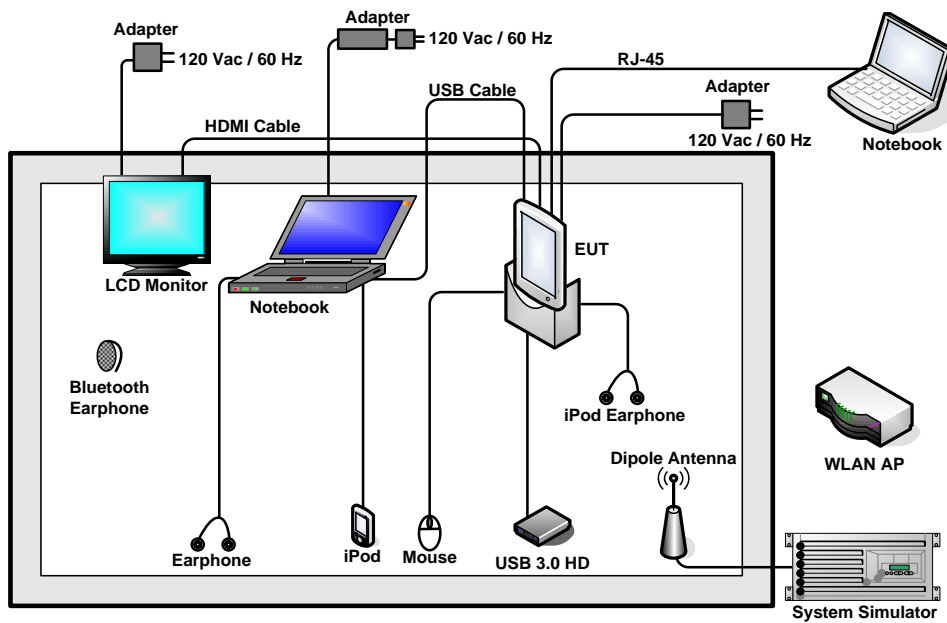 Adapter
120 Vac / 60 Hz
Adapter
120 Vac / 60 Hz
RJ-45
USB Cable
Adapter
120 Vac / 60 Hz
HDMI Cable
Notebook
EUT
LCD Monitor
Notebook
Bluetooth
Earphone
iPod Earphone
Dipole Antenna
WLAN AP
Earphone
iPod
Mouse
USB 3.0 HD
System Simulator